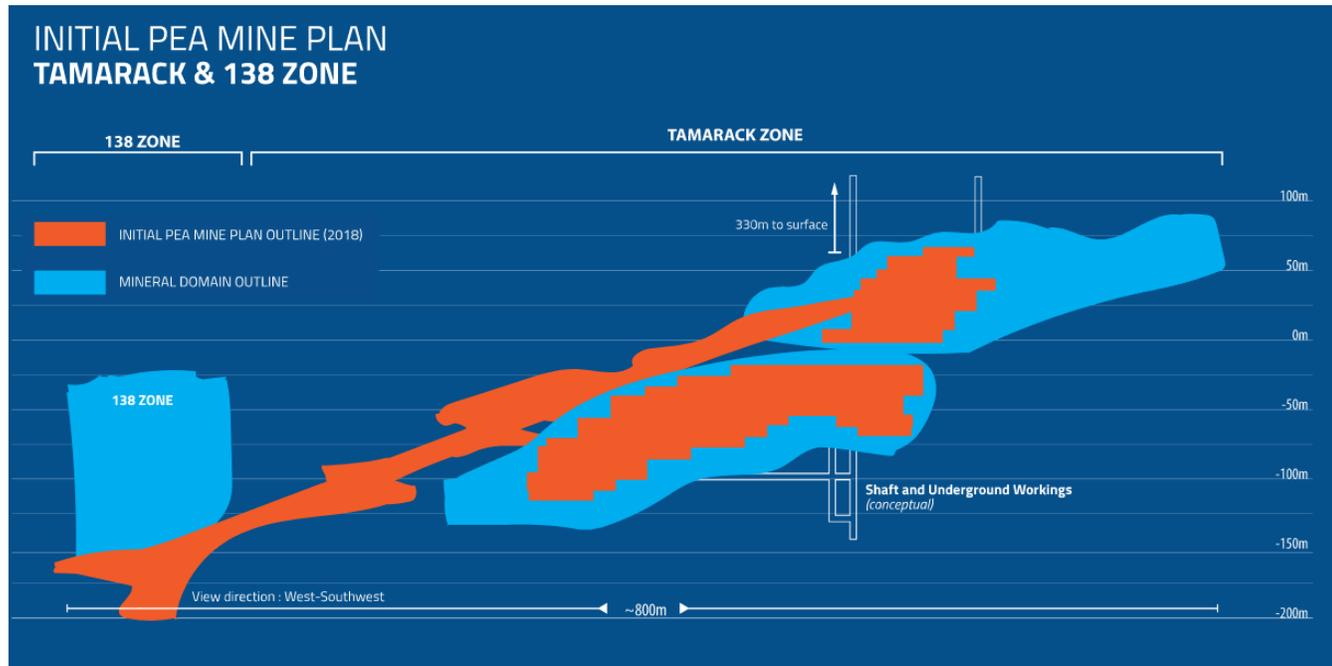 INITIAL PEA MINE PLAN
TAMARACK & 138 ZONE
138 ZONE
TAMARACK ZONE
100m
330m to surface
INITIAL PEA MINE PLAN OUTLINE (2018)
50m
MINERAL DOMAIN OUTLINE
0m
138 ZONE
-50m
-100m
Shaft and Underground Workings
(conceptual)
-150m
View direction : West-Southwest
~800m
-200m